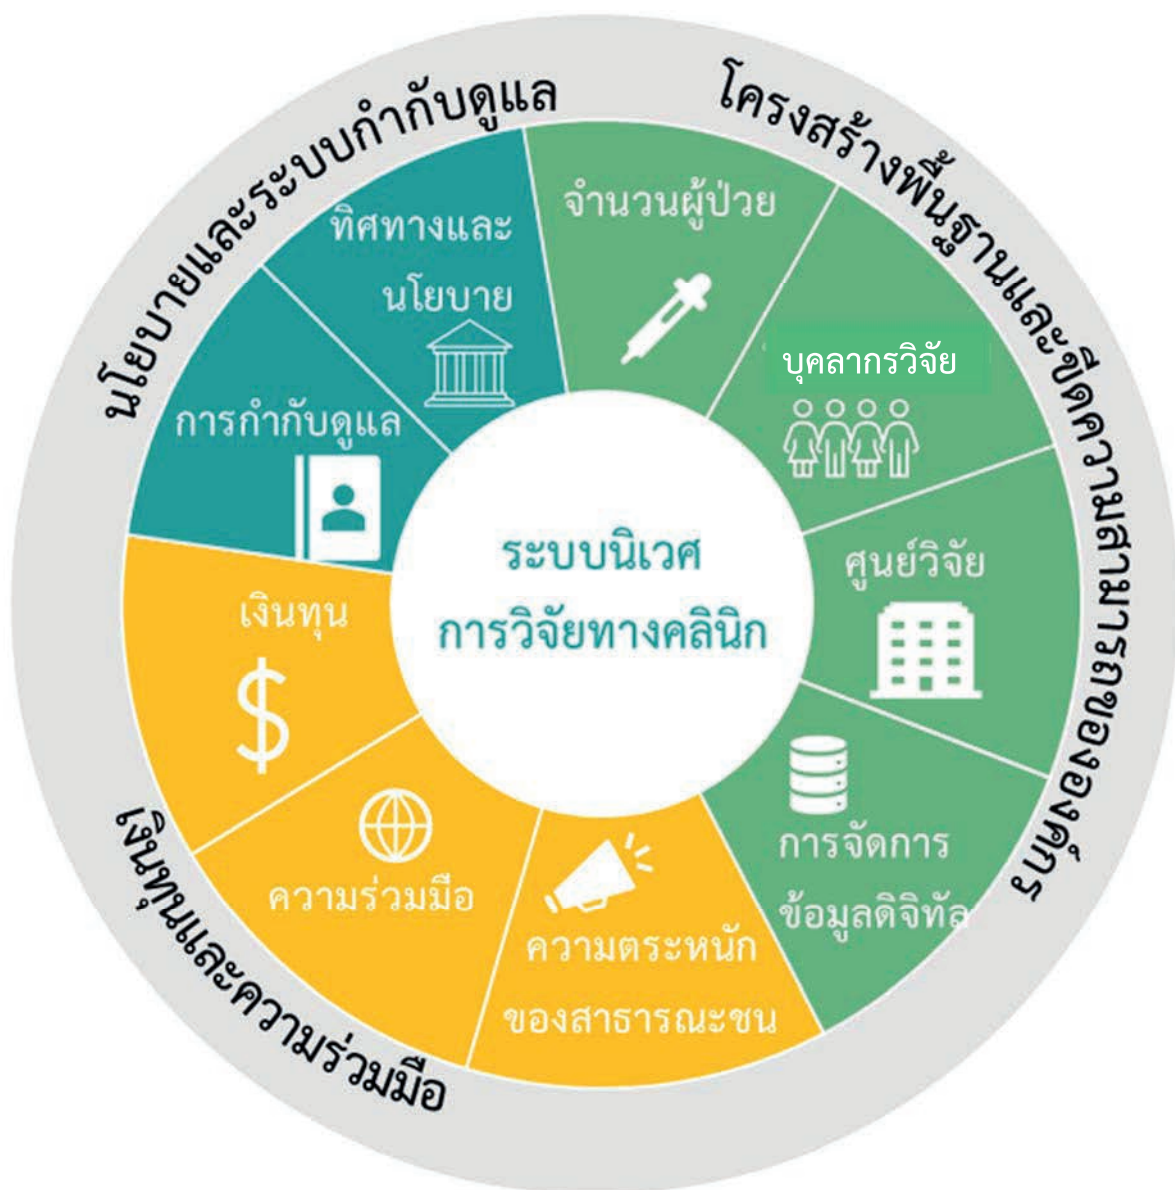 นโยบายและระบบกำกับดูแล
โครงสร้างพื้นฐานและขีดความสามารถขององค์กร
เงินทุนและความร่วมมือ
ระบบนิเวศ
การวิจัยทางคลินิก
ทิศทางและ
นโยบาย
การกำกับดูแล
จำนวนผู้ป่วย
บุคลากรวิจัย
ศูนย์วิจัย
การจัดการ
ข้อมูลดิจิทัล
ความตระหนัก
ของสาธารณะชน
ความร่วมมือ
เงินทุน
$